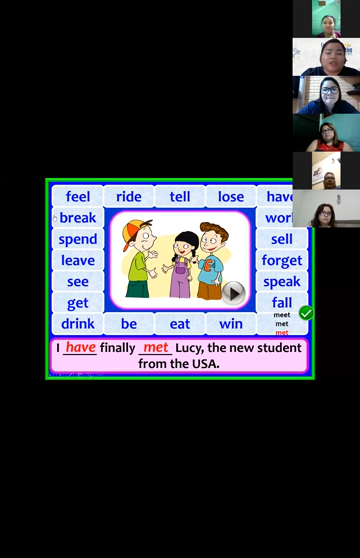 feel ride tell lose have
break work
spend sell
leave forget
see speak
get fall
drink be eat win meet
met
met
I have finally met Lucy, the new student
from the USA.